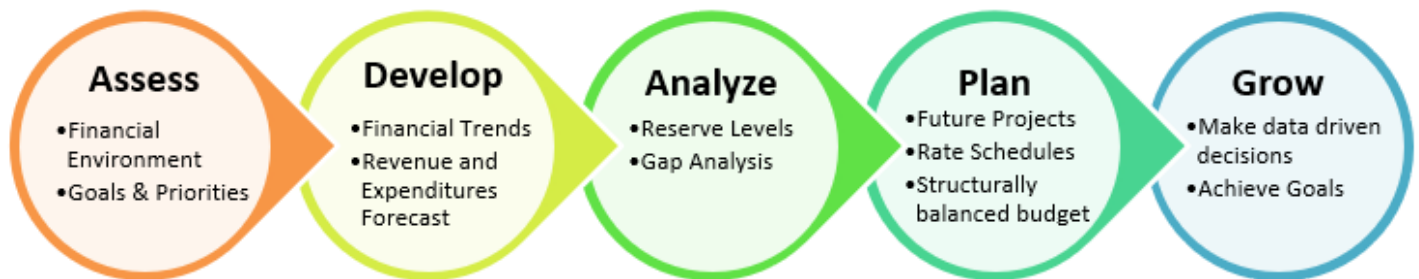 Assess
•Financial
Environment
•Goals & Priorities
Develop
•Financial Trends
•Revenue and
Expenditures
Forecast
Analyze
•Reserve Levels
•Gap Analysis
Plan
•Future Projects
•Rate Schedules
•Structurally
balanced budget
Grow
•Make data driven
decisions
•Achieve Goals